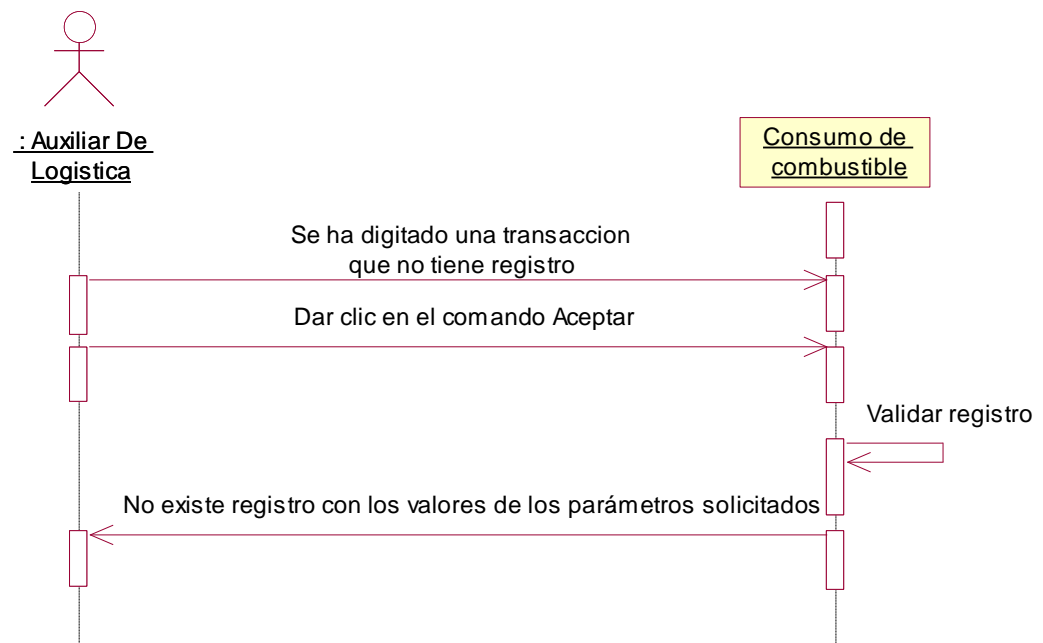 : Auxiliar De
Logistica
Consumo de
combustible
Se ha digitado una transaccion
que no tiene registro
Dar clic en el comando Aceptar
Validar registro
No existe registro con los valores de los parámetros solicitados